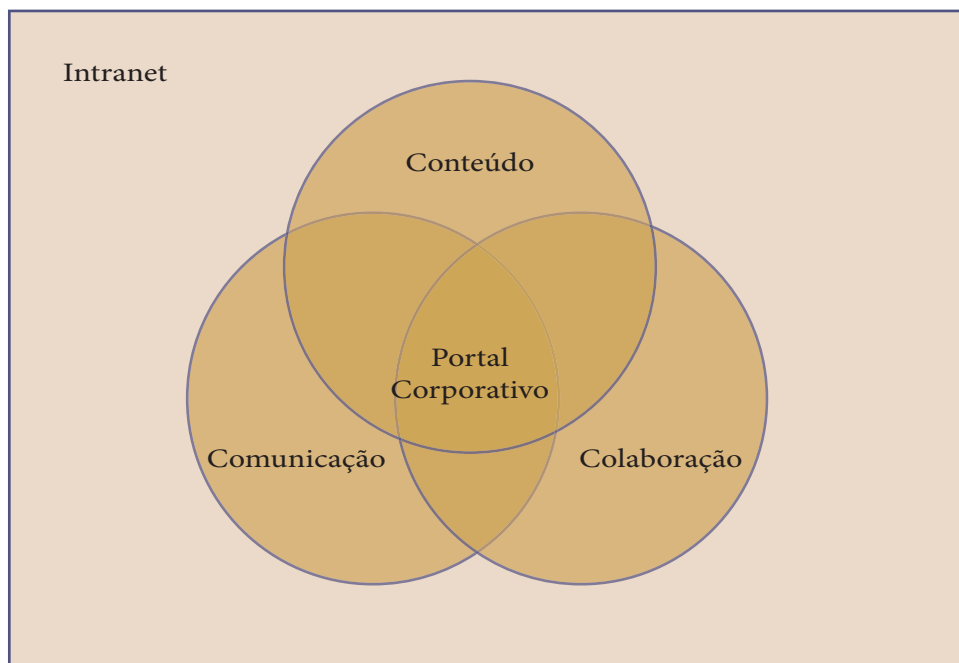 Intranet
Conteúdo
Portal
Corporativo
Comunicação
Colaboração